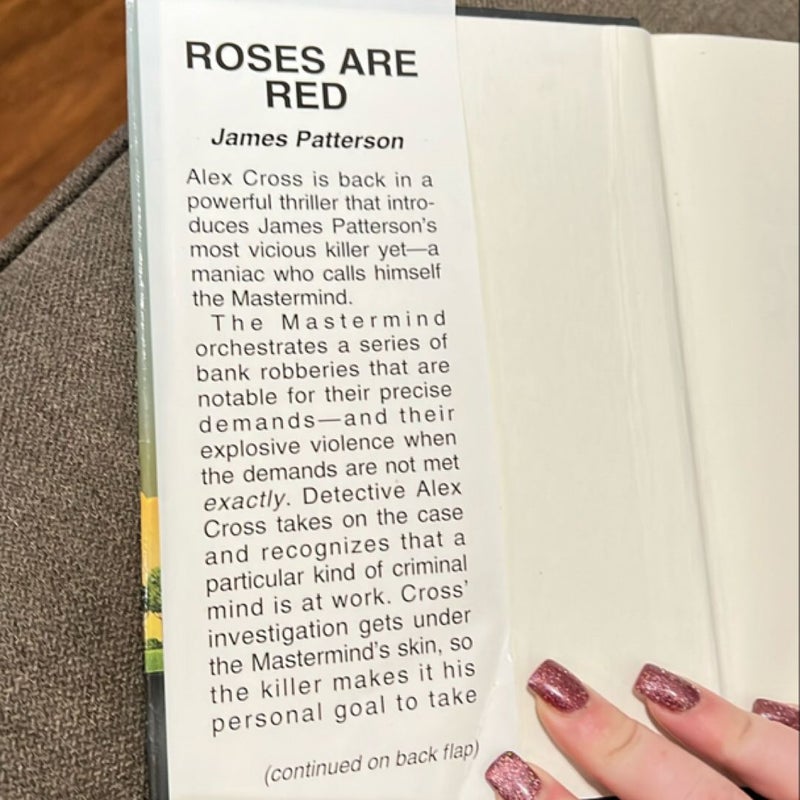 ROSES ARE
RED
James Patterson
Alex Cross is back in a
powerful thriller that intro-
duces James Patterson's
most vicious killer yet—a
maniac who calls himself
the Mastermind.
The Mastermind
orchestrates a series of
bank robberies that are
notable for their precise
demands—and their
explosive violence when
the demands are not met
exactly. Detective Alex
Cross takes on the case
and recognizes that a
particular kind of criminal
mind is at work. Cross'
investigation gets under
the Mastermind's skin, so
the killer makes it his
personal goal to take
(continued on back flap)